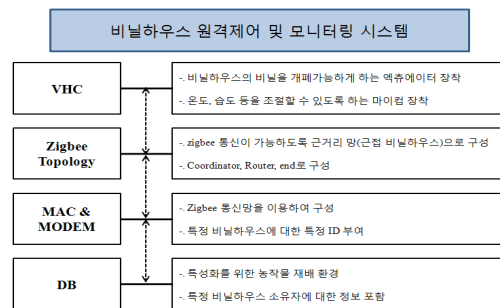 비닐하우스 원격제어 및 모니터링 시스템
VHC
-. 비닐하우스의 비닐을 개폐가능하게 하는 엑츄에이터 장착
-. 온도, 습도 등을 조절할 수 있도록 하는 마이컴 장착
Zigbee
Topology
-. zigbee 통신이 가능하도록 근거리 망(근접 비닐하우스)으로 구성
-. Coordinator, Router, end로 구성
MAC &
MODEM
-. Zigbee 통신망을 이용하여 구성
-. 특정 비닐하우스에 대한 특정 ID 부여
DB
-. 특성화를 위한 농작물 재배 환경
-. 특정 비닐하우스 소유자에 대한 정보 포함